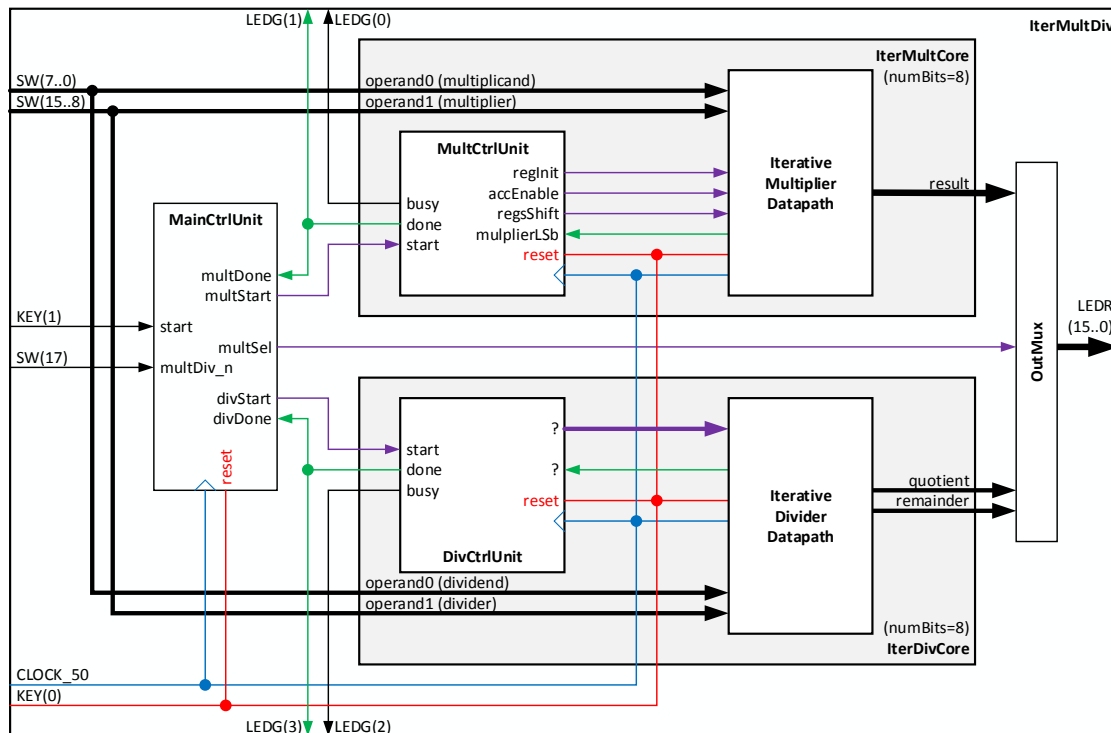 LEDG(1)
LEDG(0)
IterMultDiv
IterMultCore
(numBits=8)
SW(7..0)
operand0 (multiplicand)
SW(15..8)
operand1 (multiplier)
MultCtrlUnit
regInit
accEnable
regsShift
mulplierLSb
reset
busy
done
start
Iterative
Multiplier
Datapath
result
MainCtrlUnit
multDone
multStart
KEY(1)
start
multSel
SW(17)
multDiv_n
divStart
divDone
reset
OutMux
LEDR
(15..0)
start
done
busy
?
?
reset
DivCtrlUnit
Iterative
Divider
Datapath
quotient
remainder
operand0 (dividend)
operand1 (divider)
(numBits=8)
IterDivCore
CLOCK_50
KEY(0)
LEDG(3)
LEDG(2)